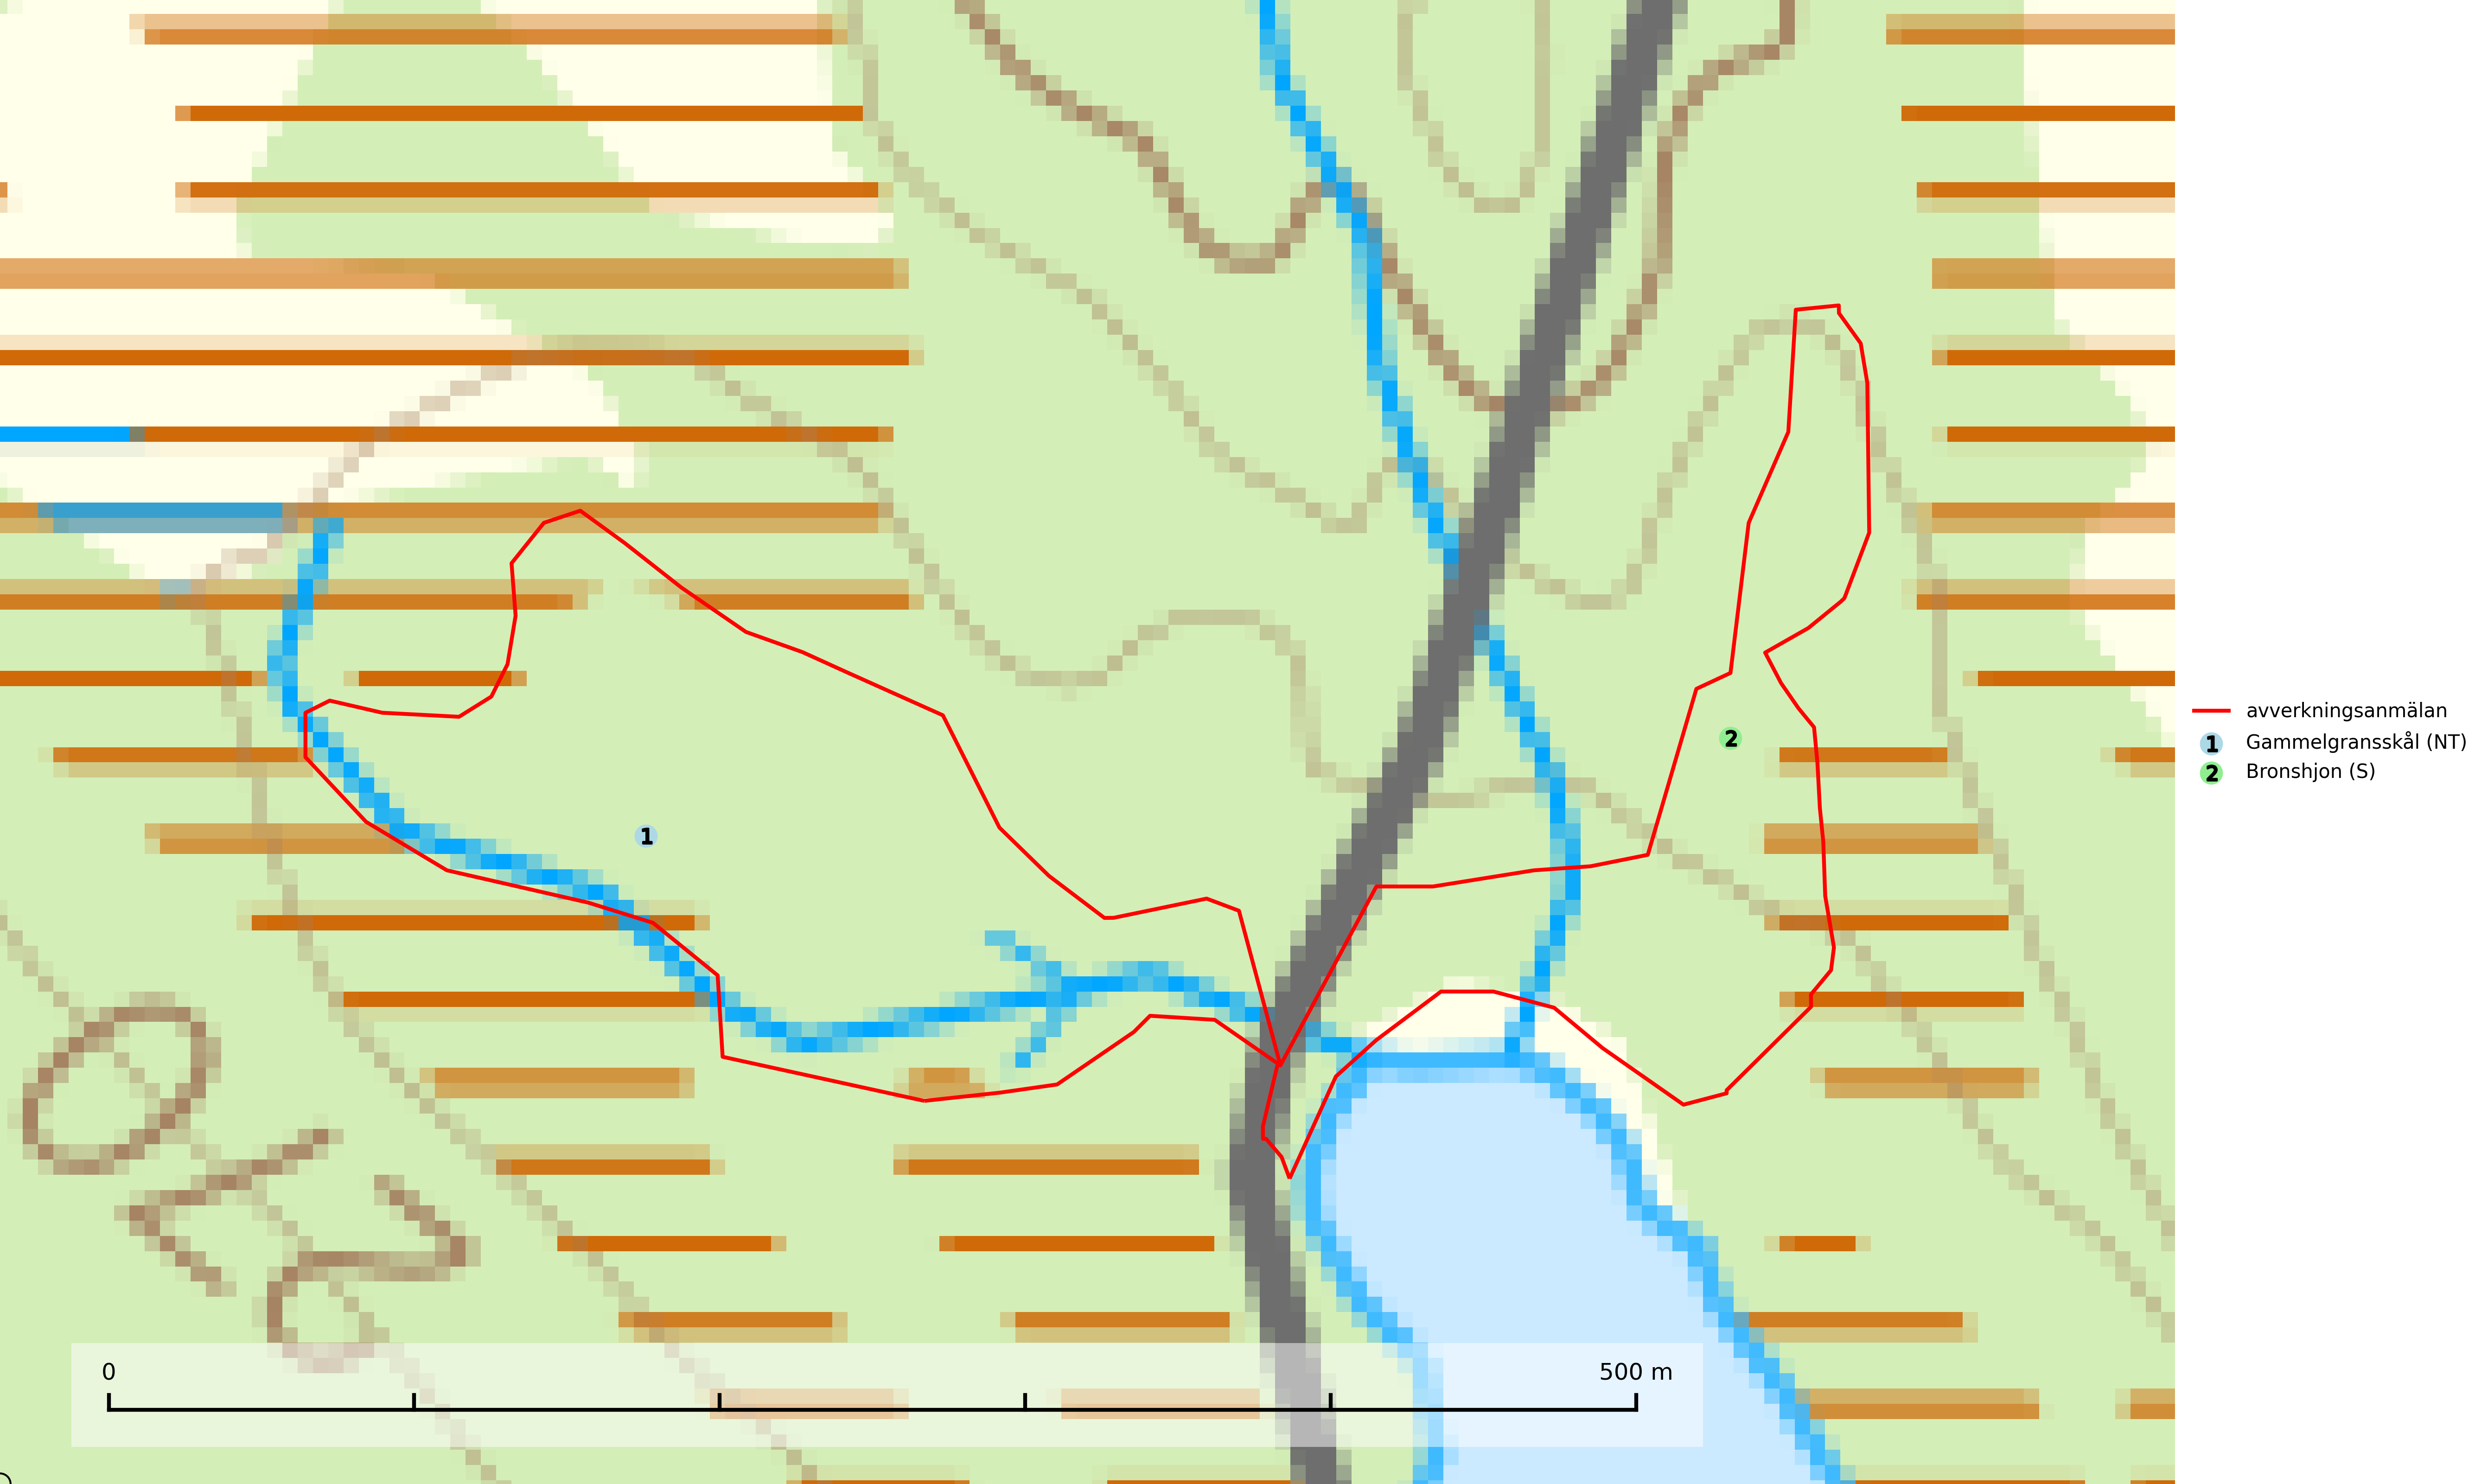 1
2
avverkningsanmälan
1 Gammelgransskål (NT)
2 Bronshjon (S)
0 500 m